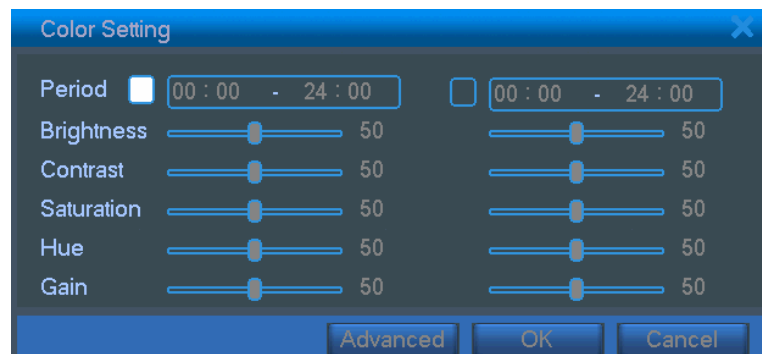 Color Setting
Period 00 : 00 - 24 : 00 00 : 00 - 24 : 00
Brightness 50 50
Contrast 50 50
Saturation 50 50
Hue 50 50
Gain 50 50
Advanced OK Cancel